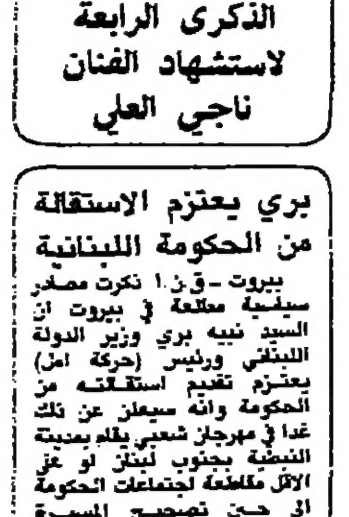 الذكرى الرابعة
لاستشهاد الفنان
ناجي العلي
بري يعتزم الاستقالة
من الحكومة اللبنانية
بيروت - ق.ن.ا ذكرت مصادر
سياسية مطلعة في بيروت ان
السيد نبيه بري وزير الدولة
اللبناني ورئيس (حركة امل)
يعتزم تقديم استقالته من
الحكومة وانه سيعلن عن ذلك
غدا في مهرجان شعبي يقام بمدينة
النبطية بجنوب لبنان او على
الاقل مقاطعة اجتماعات الحكومة
الى حين تصحيح المسيرة